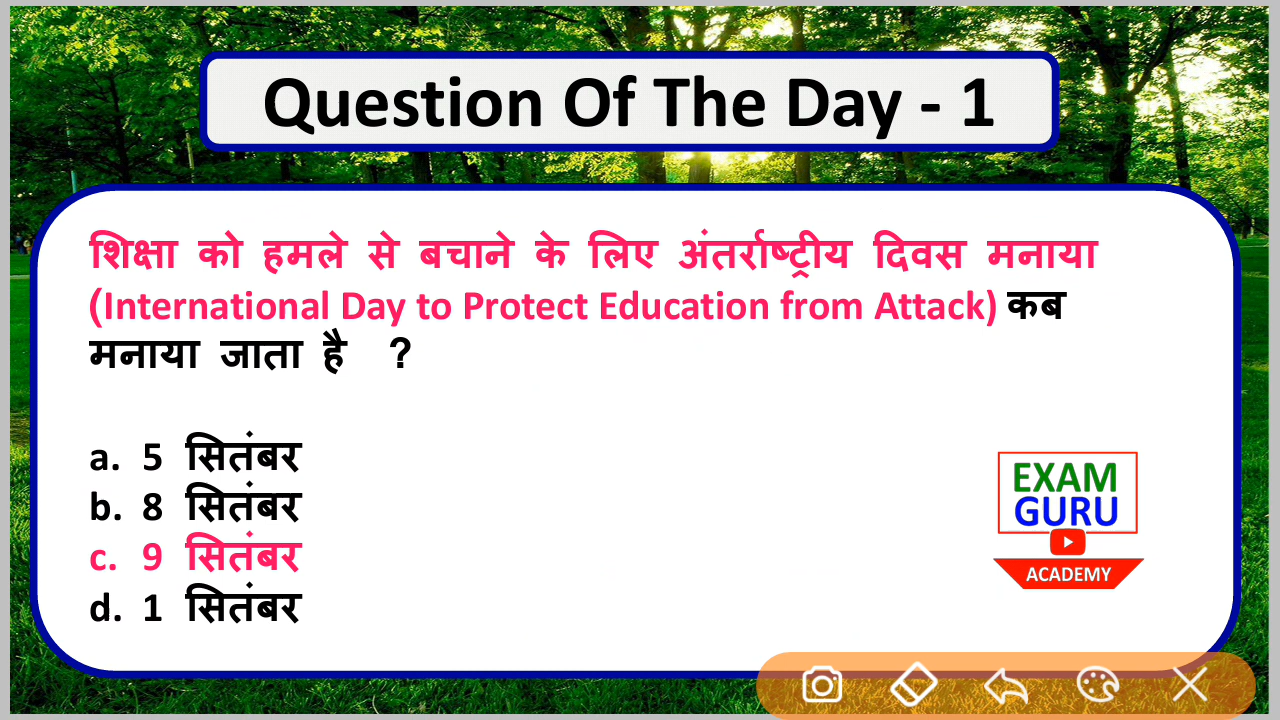 Question Of The Day - 1
शिक्षा को हमले से बचाने के लिए अंतर्राष्ट्रीय दिवस मनाया
(International Day to Protect Education from Attack) कब
मनाया जाता है ?
a. 5 सितंबर
b. 8 सितंबर
c. 9 सितंबर
d. 1 सितंबर
EXAM
GURU
ACADEMY